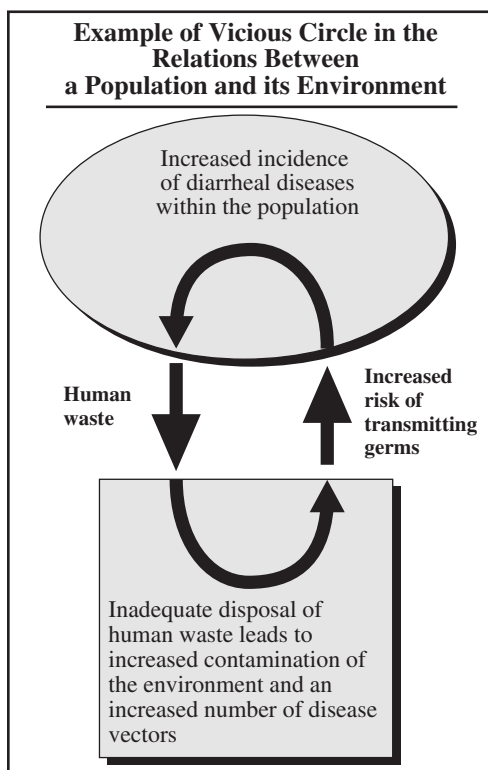 Example of Vicious Circle in the
Relations Between
a Population and its Environment
Increased incidence
of diarrheal diseases
within the population
Human
waste
Increased
risk of
transmitting
germs
Inadequate disposal of
human waste leads to
increased contamination of
the environment and an
increased number of disease
vectors